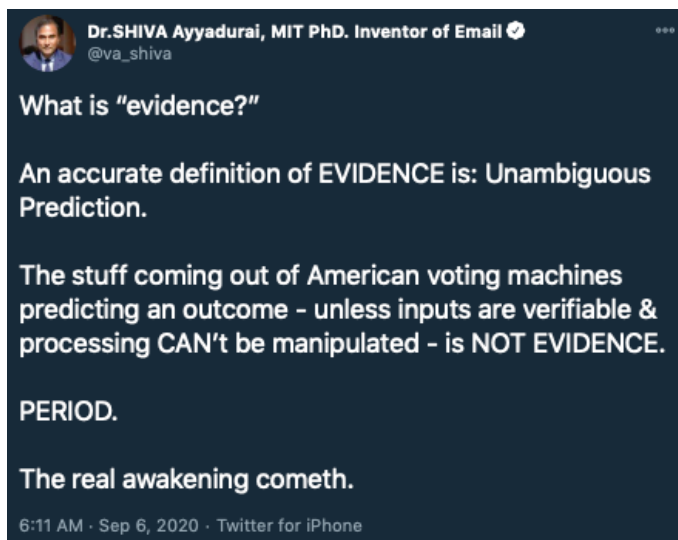 Dr.SHIVA Ayyadurai, MIT PhD. Inventor of Email
@va_shiva
What is “evidence?”
An accurate definition of EVIDENCE is: Unambiguous
Prediction.
The stuff coming out of American voting machines
predicting an outcome - unless inputs are verifiable &
processing CAN’t be manipulated - is NOT EVIDENCE.
PERIOD.
The real awakening cometh.
6:11 AM · Sep 6, 2020 · Twitter for iPhone